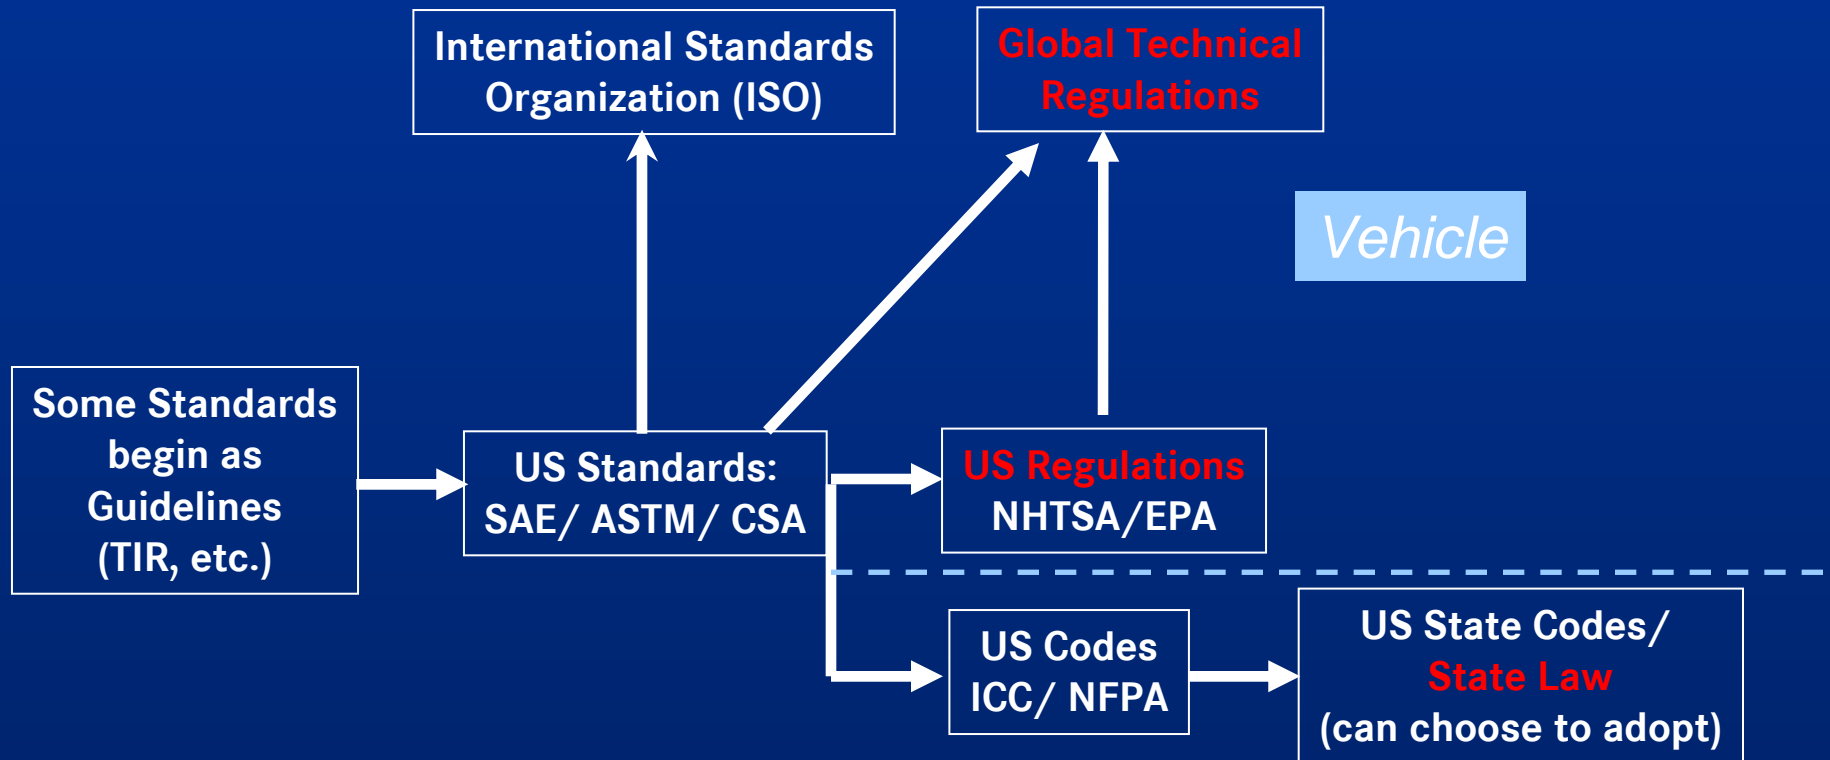 International Standards
Organization (ISO)
Global Technical
Regulations
Vehicle
Some Standards
begin as
Guidelines
(TIR, etc.)
US Standards:
SAE/ ASTM/ CSA
US Regulations
NHTSA/EPA
US Codes
ICC/ NFPA
US State Codes/
State Law
(can choose to adopt)